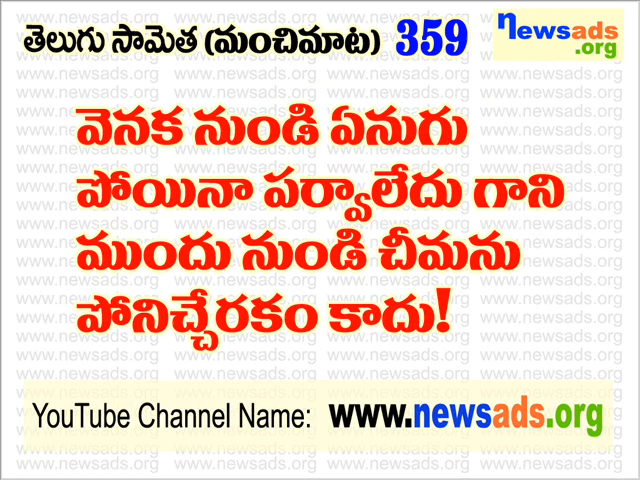 తెలుగు సామెత (మంచిమాట) 359
newsads
.org
వెనక నుండి ఏనుగు
పోయినా పర్వాలేదు గాని
ముందు నుండి చీమను
పోనిచ్చేరకం కాదు!
YouTube Channel Name: www.newsads.org